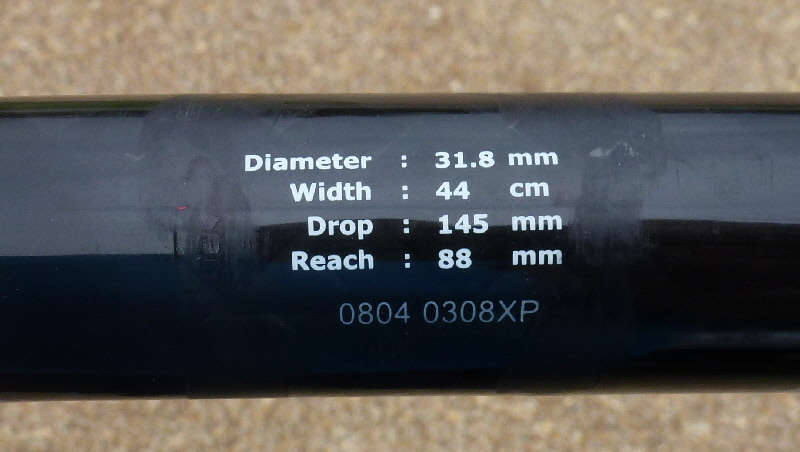 Diameter : 31.8 mm
Width : 44 cm
Drop : 145 mm
Reach : 88 mm
0804 0308XP